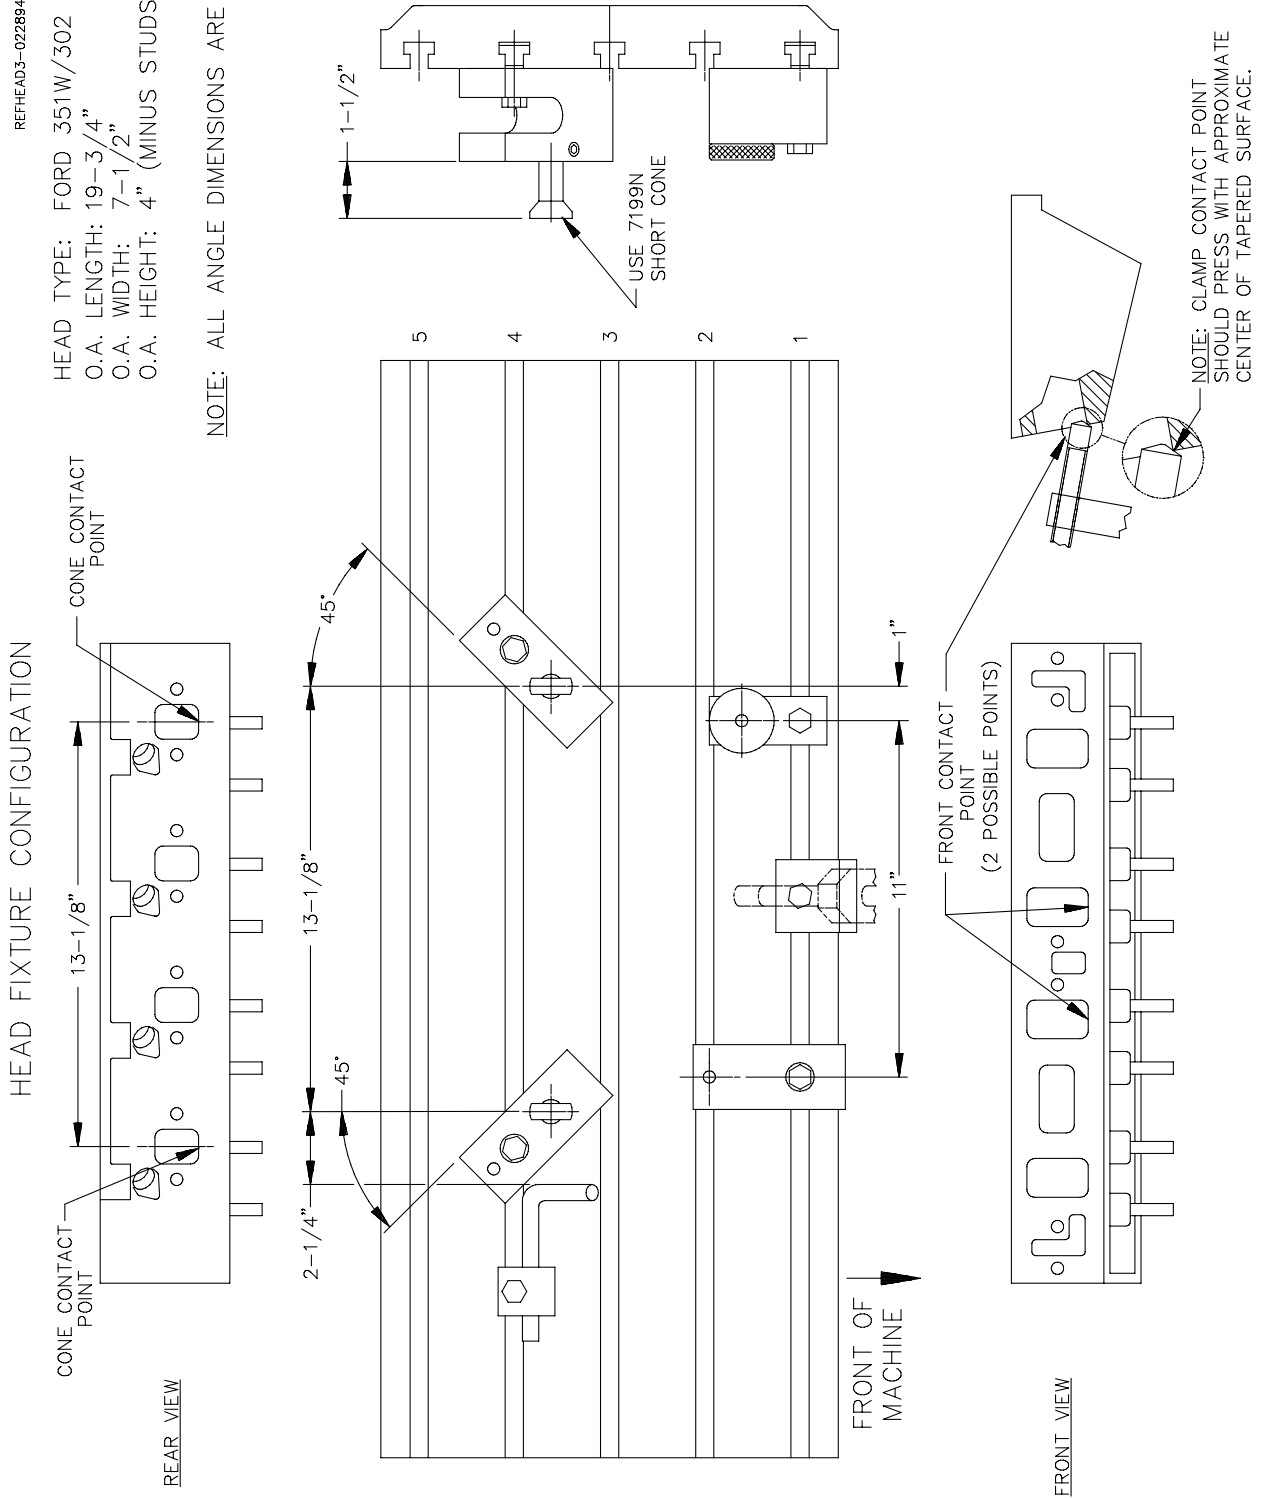 REFHEAD3-022894
HEAD FIXTURE CONFIGURATION
HEAD TYPE: FORD 351W/302
O.A. LENGTH: 19-3/4"
O.A. WIDTH: 7-1/2"
O.A. HEIGHT: 4" (MINUS STUDS
NOTE: ALL ANGLE DIMENSIONS ARE
REAR VIEW
CONE CONTACT
POINT
13-1/8"
CONE CONTACT
POINT
2-1/4"
45°
13-1/8"
45°
1-1/2"
USE 7199N
SHORT CONE
5
4
3
2
1
11"
1"
FRONT OF
MACHINE
FRONT VIEW
FRONT CONTACT
POINT
(2 POSSIBLE POINTS)
NOTE: CLAMP CONTACT POINT
SHOULD PRESS WITH APPROXIMATE
CENTER OF TAPERED SURFACE.